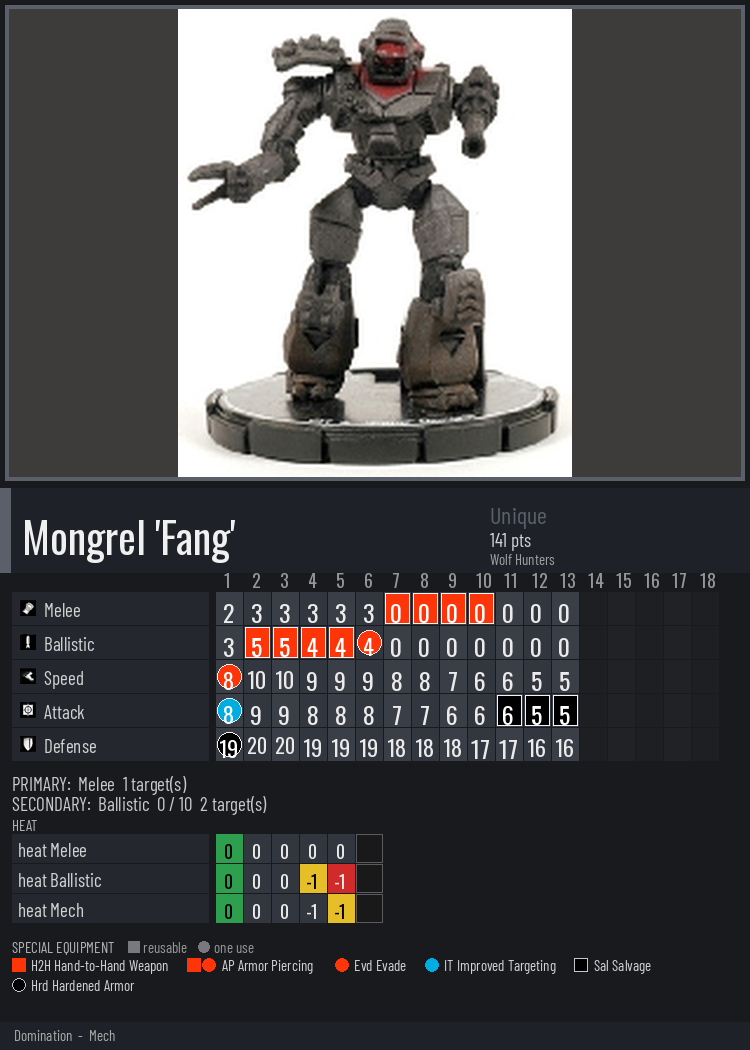 Mongrel 'Fang'
Unique
141 pts
Wolf Hunters
1 2 3 4 5 6 7 8 9 10 11 12 13 14 15 16 17 18
Melee 2 3 3 3 3 3 0 0 0 0 0 0 0
Ballistic 3 5 5 4 4 4 0 0 0 0 0 0 0
Speed 8 10 10 9 9 9 8 8 7 6 6 5 5
Attack 8 9 9 8 8 8 7 7 6 6 6 5 5
Defense 19 20 20 19 19 19 18 18 18 17 17 16 16
PRIMARY: Melee 1 target(s)
SECONDARY: Ballistic 0 / 10 2 target(s)
HEAT
heat Melee 0 0 0 0 0
heat Ballistic 0 0 0 -1 -1
heat Mech 0 0 0 -1 -1
SPECIAL EQUIPMENT reusable one use
H2H Hand-to-Hand Weapon AP Armor Piercing Evd Evade IT Improved Targeting Sal Salvage
Hrd Hardened Armor
Domination - Mech